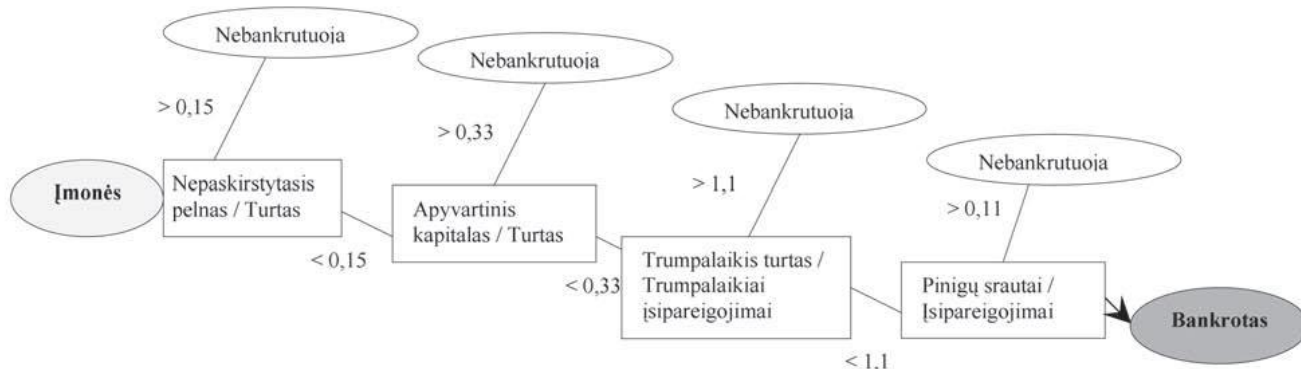 Nebankrutuoja
Nebankrutuoja
Nebankrutuoja
Nebankrutuoja
> 0,15
> 0,33
> 1,1
> 0,11
Įmonės
Nepaskirstytasis
pelnas / Turtas
< 0,15
Apyvartinis
kapitalas / Turtas
< 0,33
Trumpalaikis turtas /
Trumpalaikiai
įsipareigojimai
< 1,1
Pinigų srautai /
Įsipareigojimai
Bankrotas